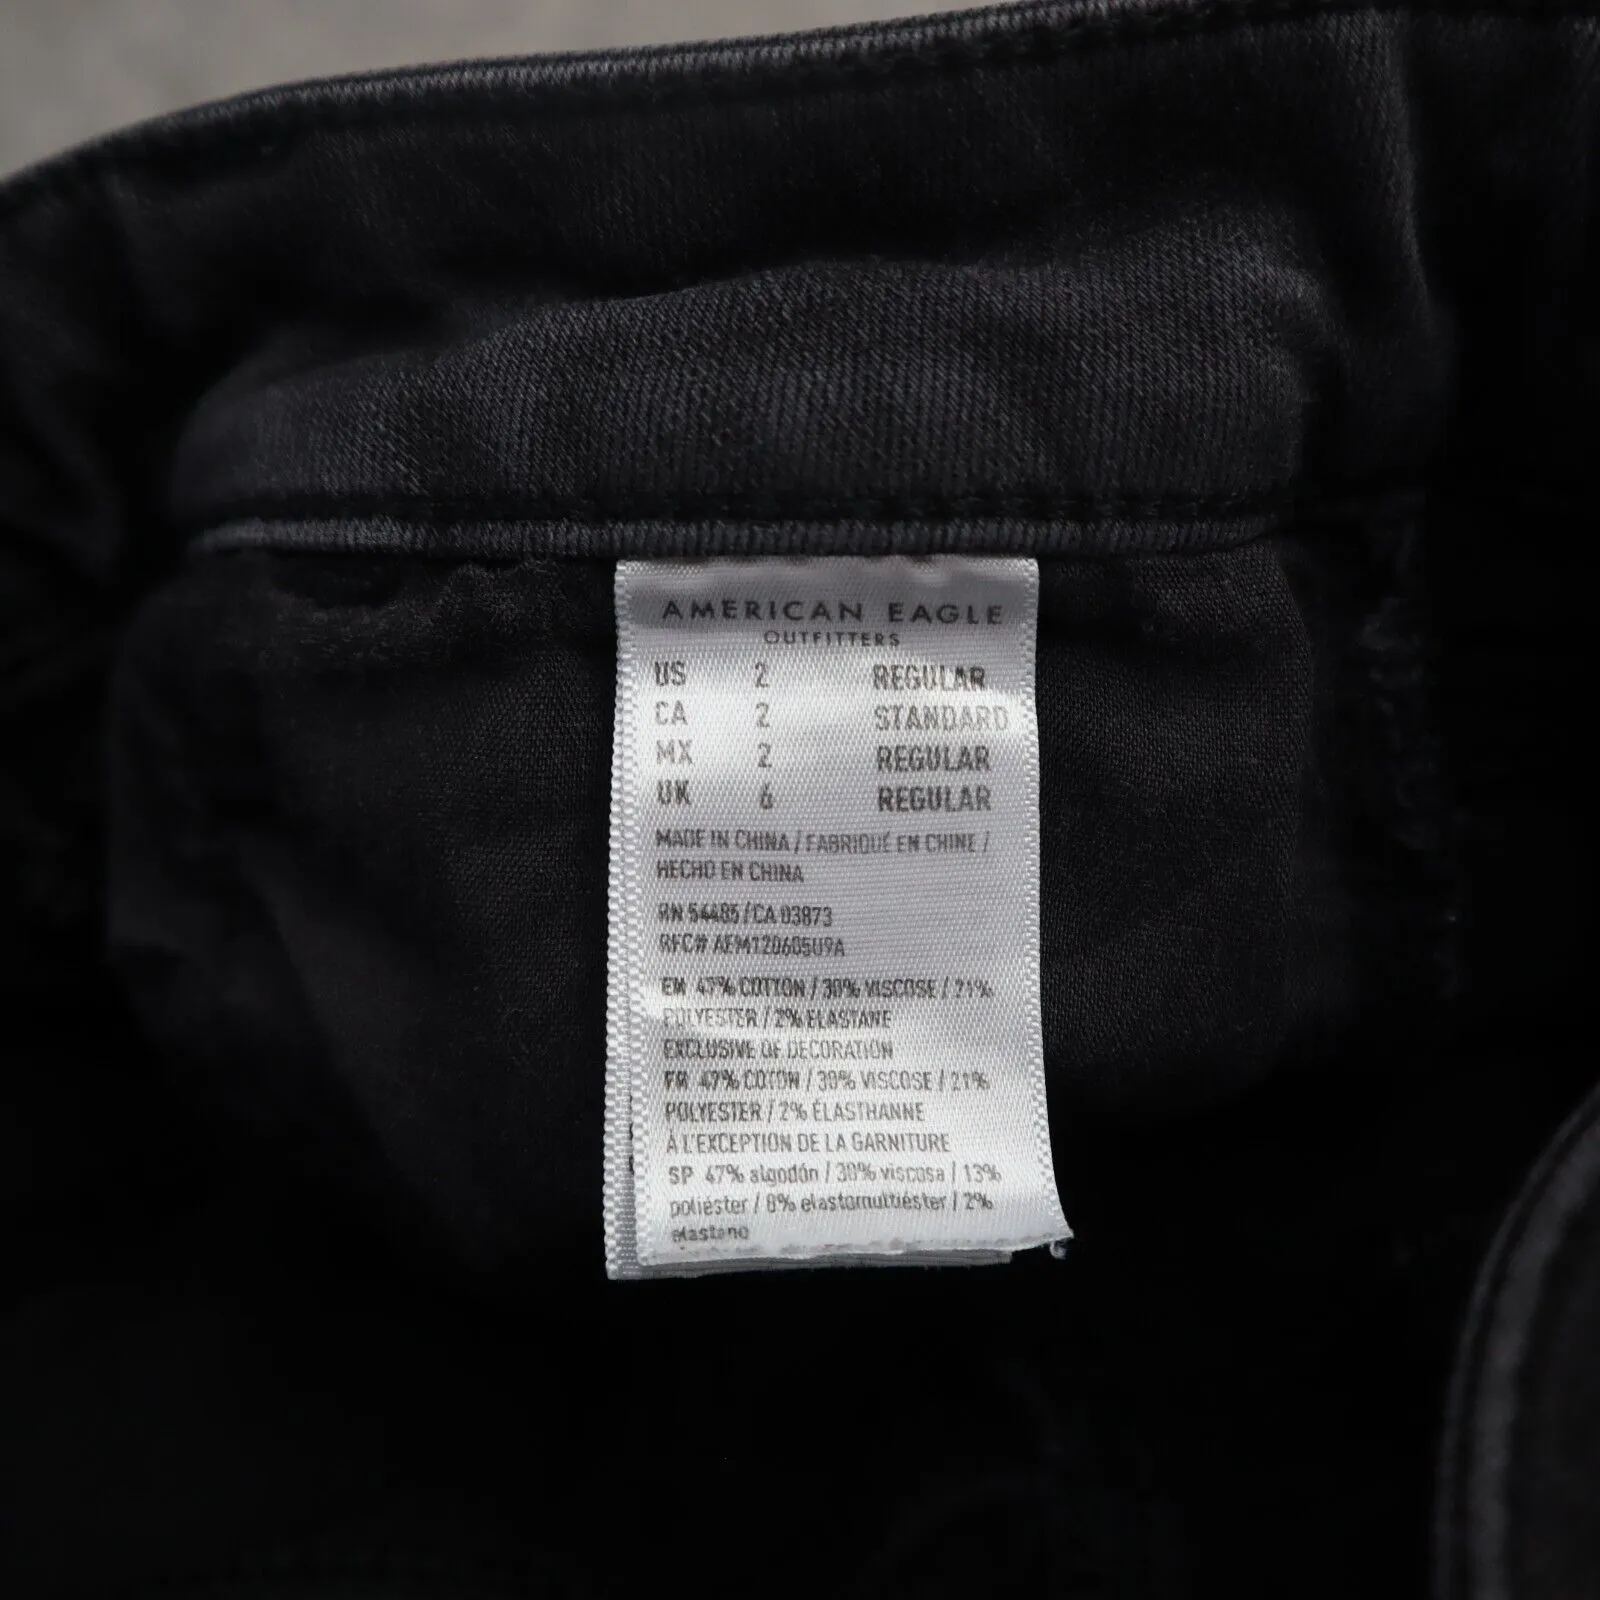 AMERICAN EAGLE
OUTFITTERS
US 2 REGULAR
CA 2 STANDARD
MX 2 REGULAR
UK 6 REGULAR
MADE IN CHINA / FABRIQUÉ EN CHINE /
HECHO EN CHINA
RN 54485 / CA 03873
RFC# AEM120605U9A
EN 47% COTTON / 30% VISCOSE / 21%
POLYESTER / 2% ELASTANE
EXCLUSIVE OF DECORATION
FR 47% COTON / 30% VISCOSE / 21%
POLYESTER / 2% ÉLASTHANNE
À L'EXCEPTION DE LA GARNITURE
SP 47% algodón / 30% viscosa / 13%
poliéster / 8% elastomultiéster / 2%
elastano